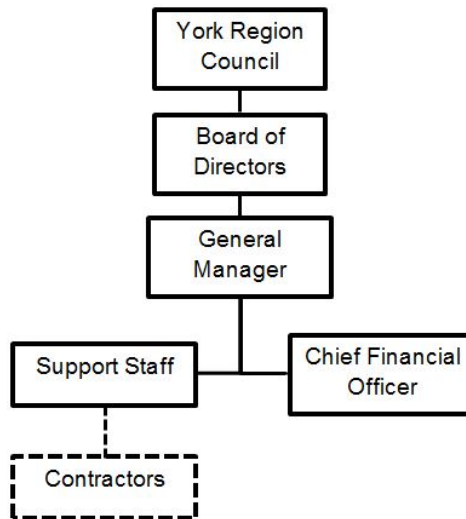 York Region
Council
Board of
Directors
General
Manager
Support Staff
Chief Financial
Officer
Contractors